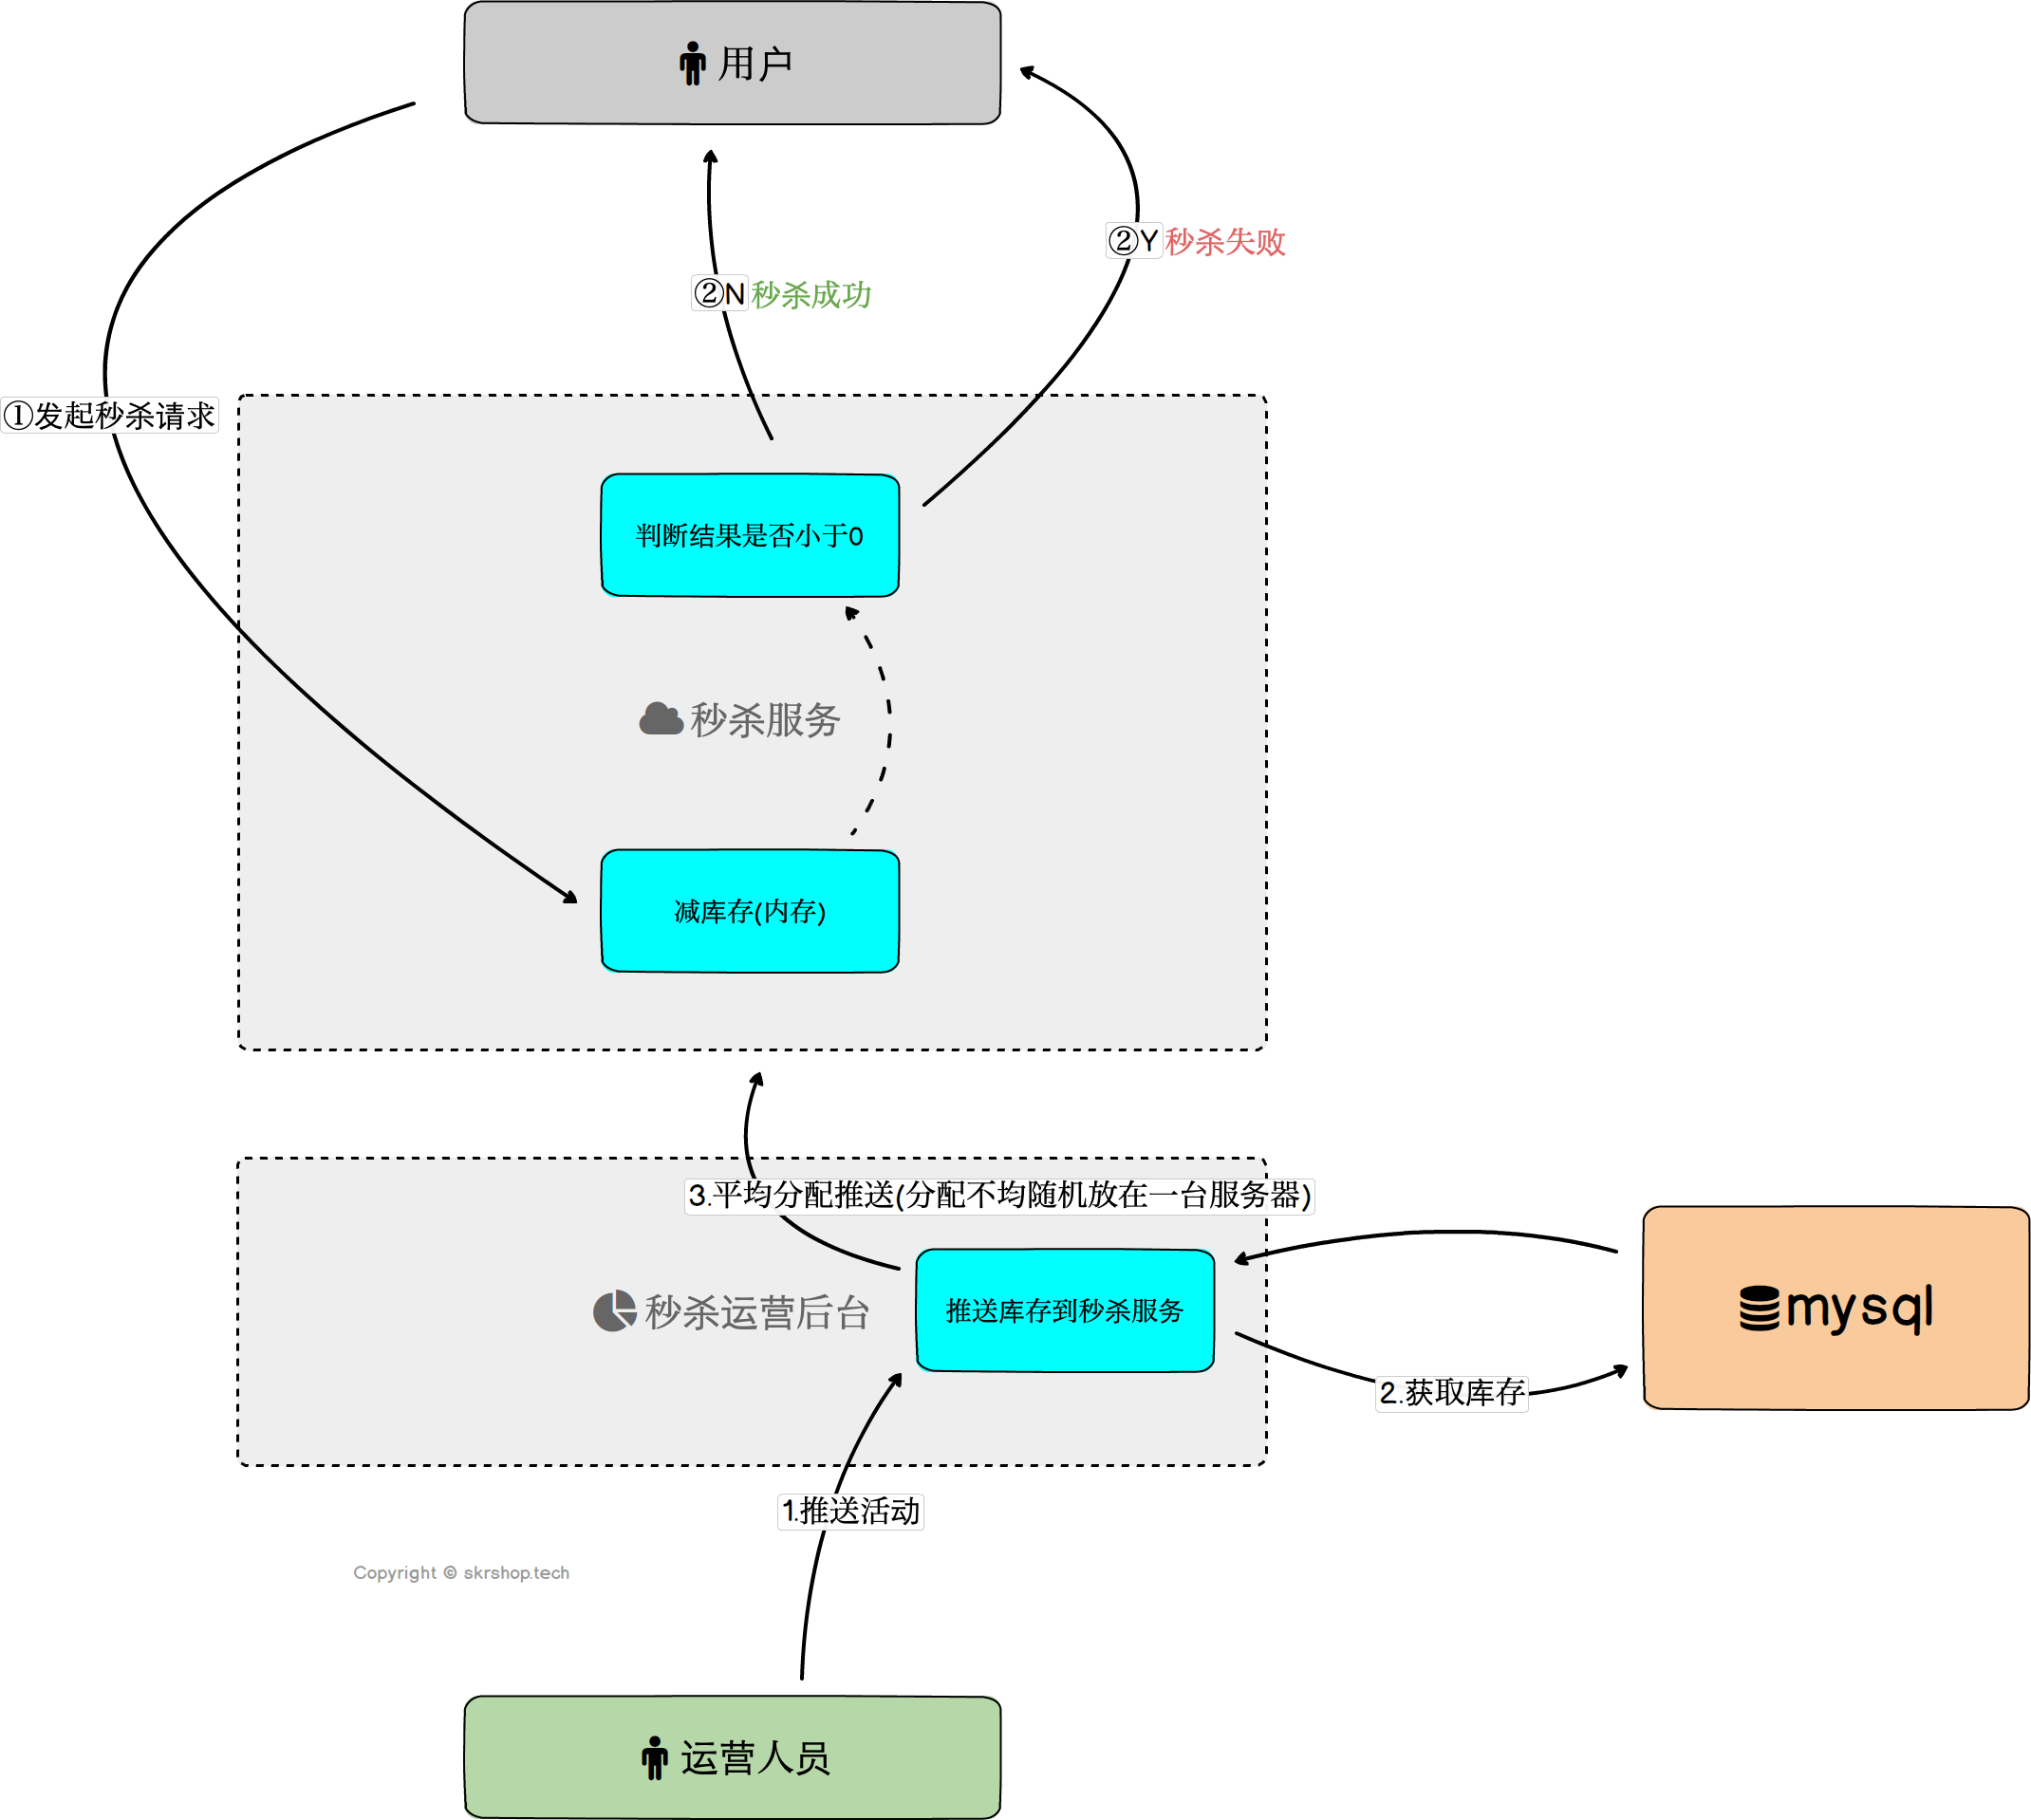 用户
②Y秒杀失败
②N秒杀成功
①发起秒杀请求
判断结果是否小于0
秒杀服务
减库存(内存)
3.平均分配推送(分配不均随机放在一台服务器)
秒杀运营后台
推送库存到秒杀服务
mysql
2.获取库存
1.推送活动
Copyright © skrshop.tech
运营人员